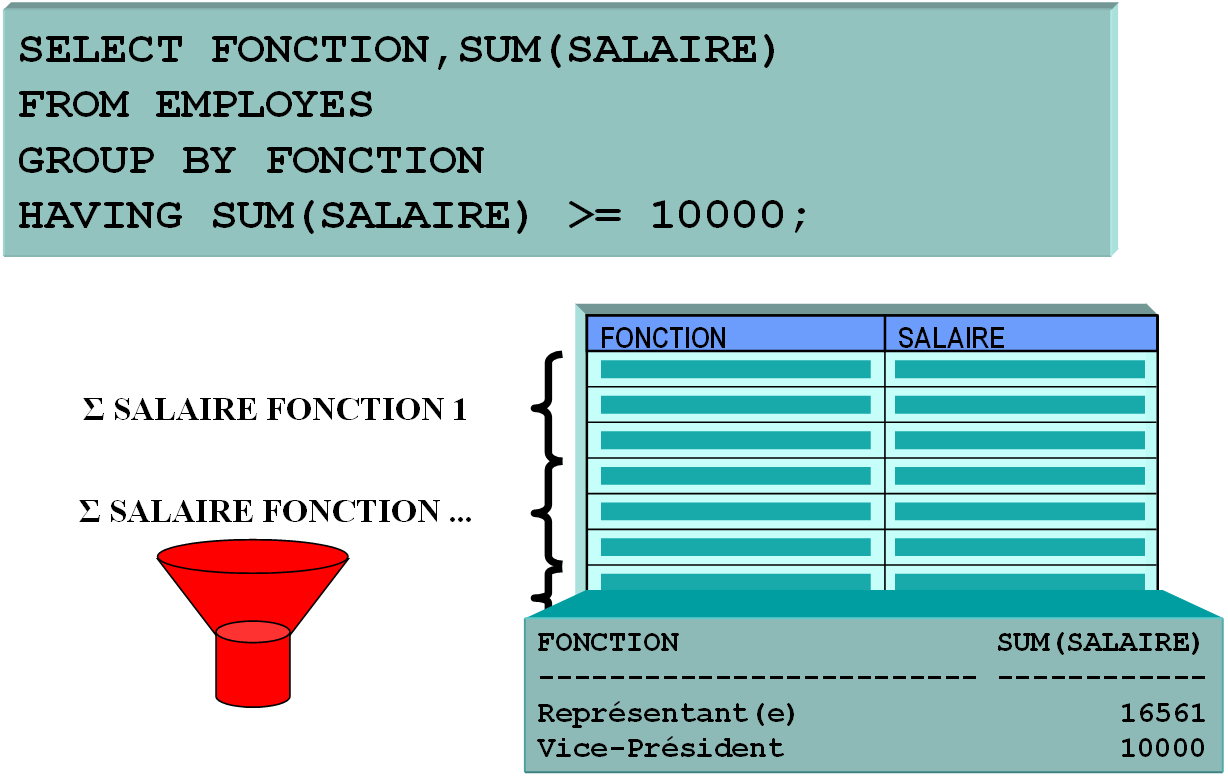 SELECT FONCTION,SUM(SALAIRE)
FROM EMPLOYES
GROUP BY FONCTION
HAVING SUM(SALAIRE) >= 10000;
FONCTION SALAIRE
Σ SALAIRE FONCTION 1
Σ SALAIRE FONCTION ...
FONCTION SUM(SALAIRE)
------------------------- ------------
Représentant(e) 16561
Vice-Président 10000